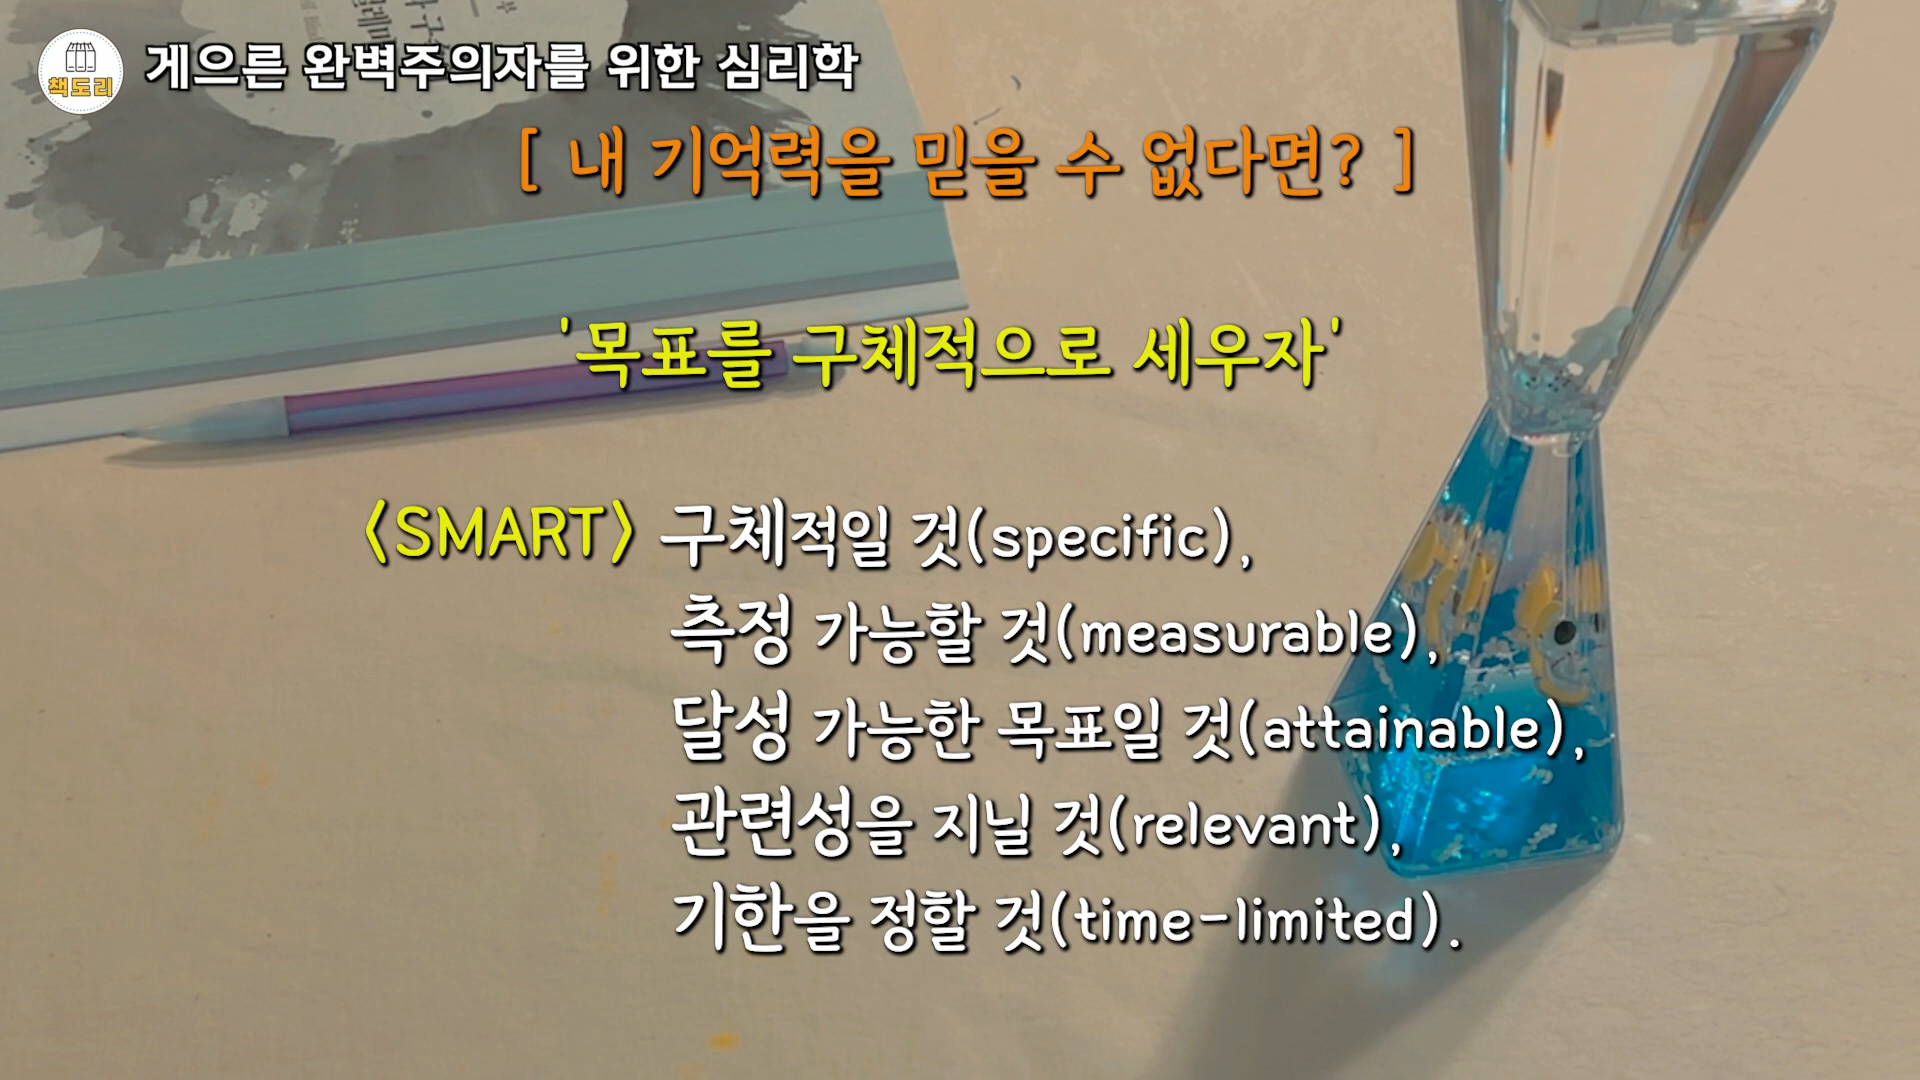 책도리
게으른 완벽주의자를 위한 심리학
[ 내 기억력을 믿을 수 없다면? ]
'목표를 구체적으로 세우자'
<SMART> 구체적일 것(specific),
측정 가능할 것(measurable),
달성 가능한 목표일 것(attainable),
관련성을 지닐 것(relevant),
기한을 정할 것(time-limited).